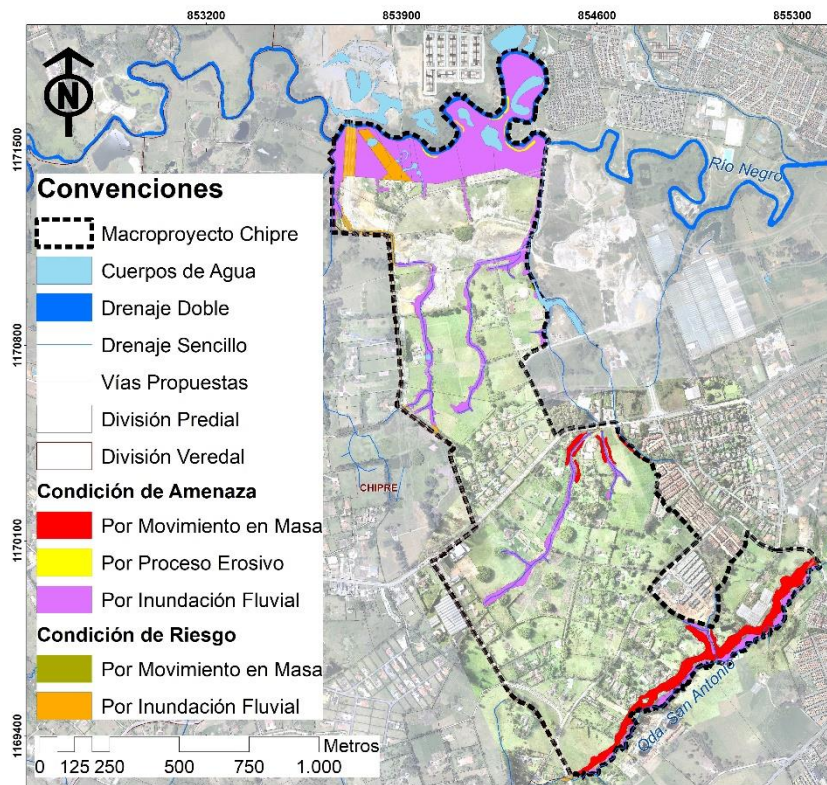 853200
853900
854600
855300
N
1171500
1170800
1170100
1169400
Río Negro
Convenciones
Macroproyecto Chipre
Cuerpos de Agua
Drenaje Doble
Drenaje Sencillo
Vías Propuestas
División Predial
División Veredal
Condición de Amenaza
Por Movimiento en Masa
Por Proceso Erosivo
Por Inundación Fluvial
Condición de Riesgo
Por Movimiento en Masa
Por Inundación Fluvial
Metros
0 125 250 500 750 1.000
CHIPRE
Qda. San Antonio